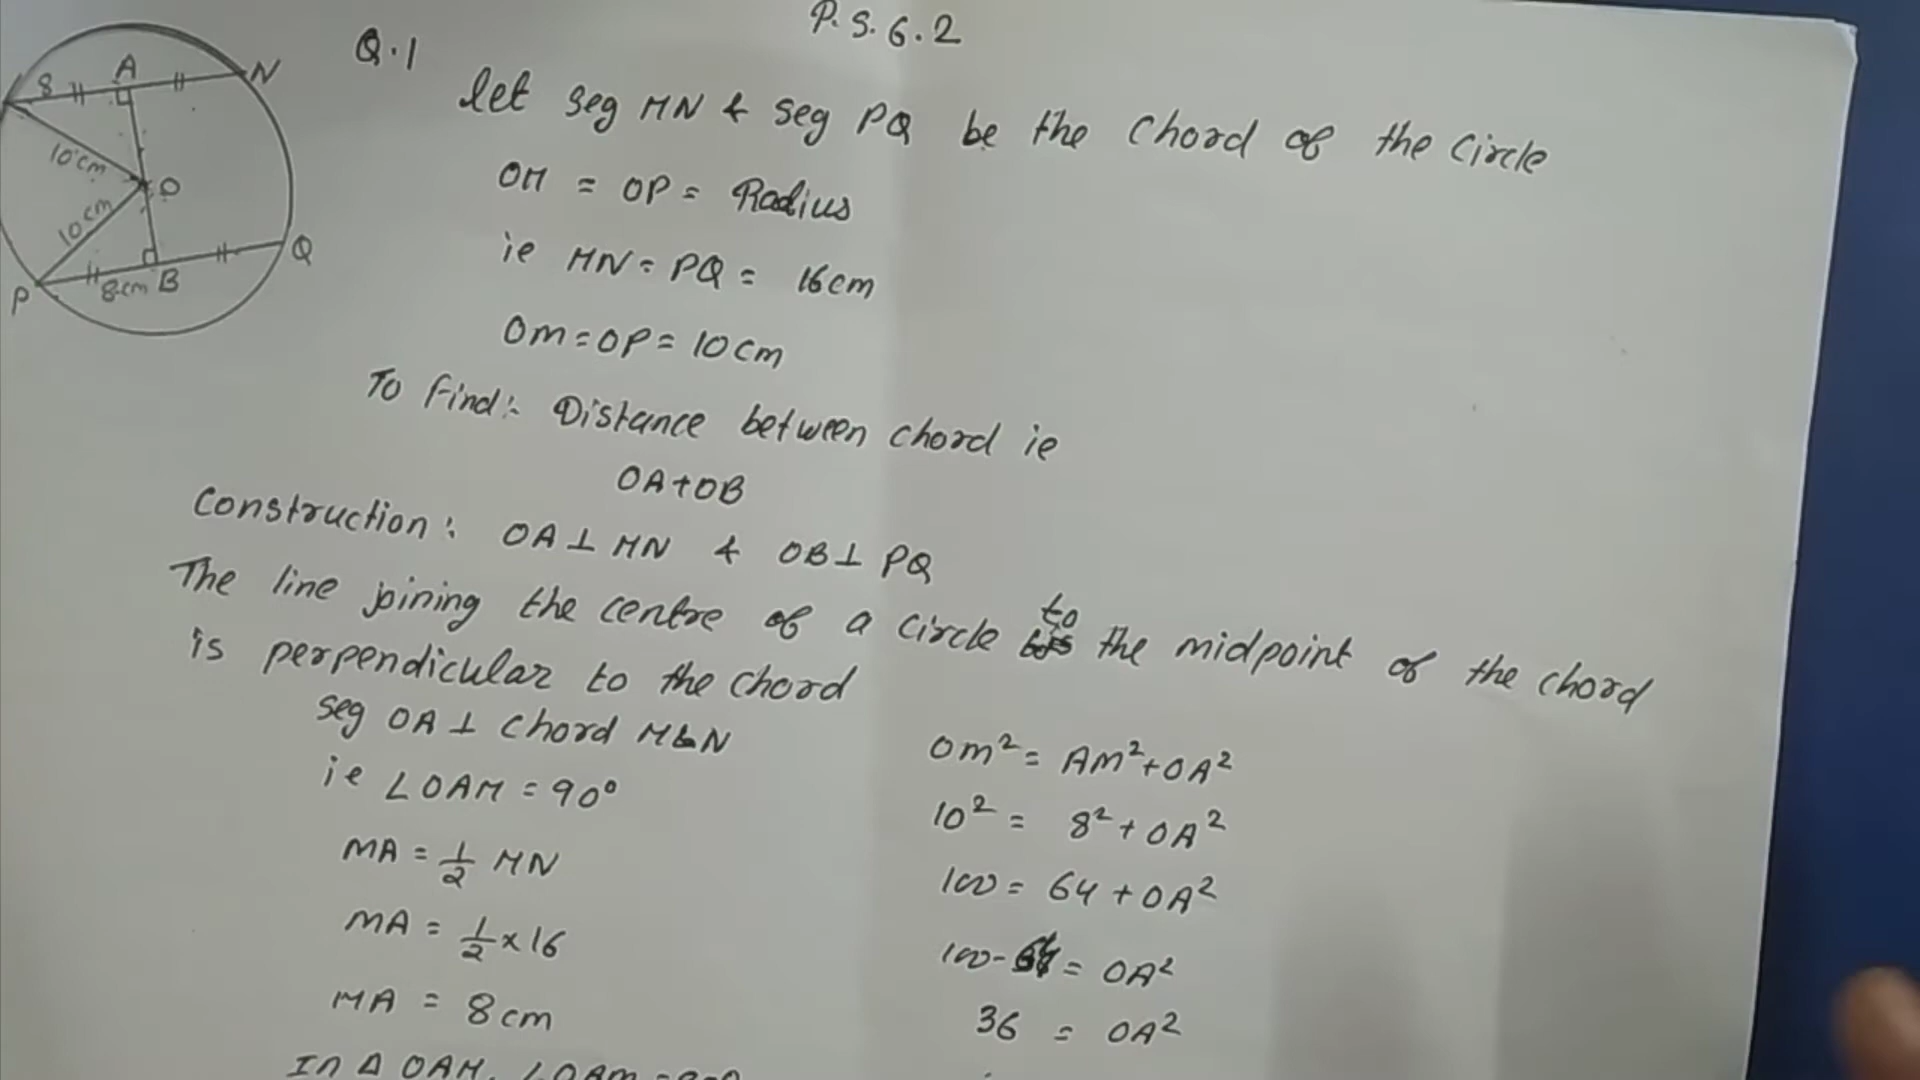 P.S.6.2
Q.1
let seg MN & seg PQ be the chord of the circle
OM = OP = Radius
ie MN = PQ = 16cm
Om = OP = 10cm
To find :- Distance between chord ie
OA+OB
Construction : OA ⊥ MN & OB ⊥ PQ
to
The line joining the centre of a circle the midpoint of the chord
is perpendicular to the chord
seg OA ⊥ chord MN
ie ∠OAM = 90°
MA = 1/2 MN
MA = 1/2 × 16
MA = 8cm
In Δ OAM,
Om² = AM² + OA²
10² = 8² + OA²
100 = 64 + OA²
100 - 64 = OA²
36 = OA²
8 A N
10cm O
10cm
P 8cm B Q